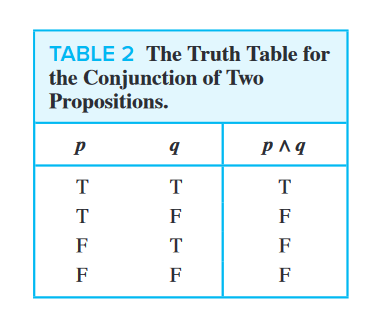 TABLE 2 The Truth Table for
the Conjunction of Two
Propositions.
p q p ∧ q
T T T
T F F
F T F
F F F